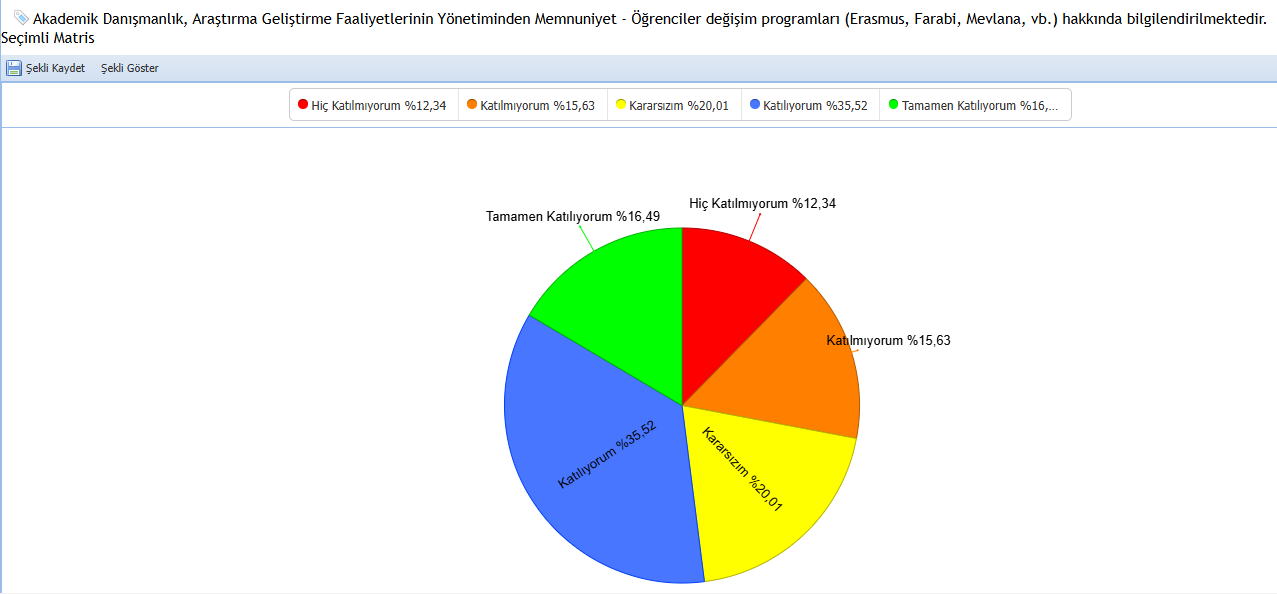 Akademik Danışmanlık, Araştırma Geliştirme Faaliyetlerinin Yönetiminden Memnuniyet - Öğrenciler değişim programları (Erasmus, Farabi, Mevlana, vb.) hakkında bilgilendirilmektedir.
Seçimli Matris
Şekli Kaydet Şekli Göster
Hiç Katılmıyorum %12,34 Katılmıyorum %15,63 Kararsızım %20,01 Katılıyorum %35,52 Tamamen Katılıyorum %16,...
Hiç Katılmıyorum %12,34
Tamamen Katılıyorum %16,49
Katılmıyorum %15,63
Katılıyorum %35,52
Kararsızım %20,01